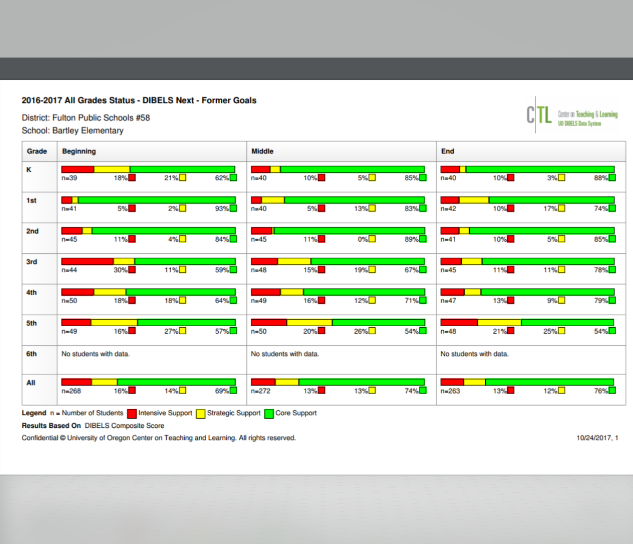 2016-2017 All Grades Status - DIBELS Next - Former Goals
District: Fulton Public Schools #58
School: Bartley Elementary
CTL Center on Teaching & Learning
UO DIBELS Data System
Grade Beginning Middle End
K
n=39 18% 21% 62% n=40 10% 5% 85% n=40 10% 3% 88%
1st
n=41 5% 2% 93% n=40 5% 13% 83% n=42 10% 17% 74%
2nd
n=45 11% 4% 84% n=45 11% 0% 89% n=41 10% 5% 85%
3rd
n=44 30% 11% 59% n=48 15% 19% 67% n=45 11% 11% 78%
4th
n=50 18% 18% 64% n=49 16% 12% 71% n=47 13% 9% 79%
5th
n=49 16% 27% 57% n=50 20% 26% 54% n=48 21% 25% 54%
6th No students with data. No students with data. No students with data.
All
n=268 16% 14% 69% n=272 13% 13% 74% n=263 13% 12% 76%
Legend n = Number of Students Intensive Support Strategic Support Core Support
Results Based On DIBELS Composite Score
Confidential © University of Oregon Center on Teaching and Learning. All rights reserved. 10/24/2017, 1